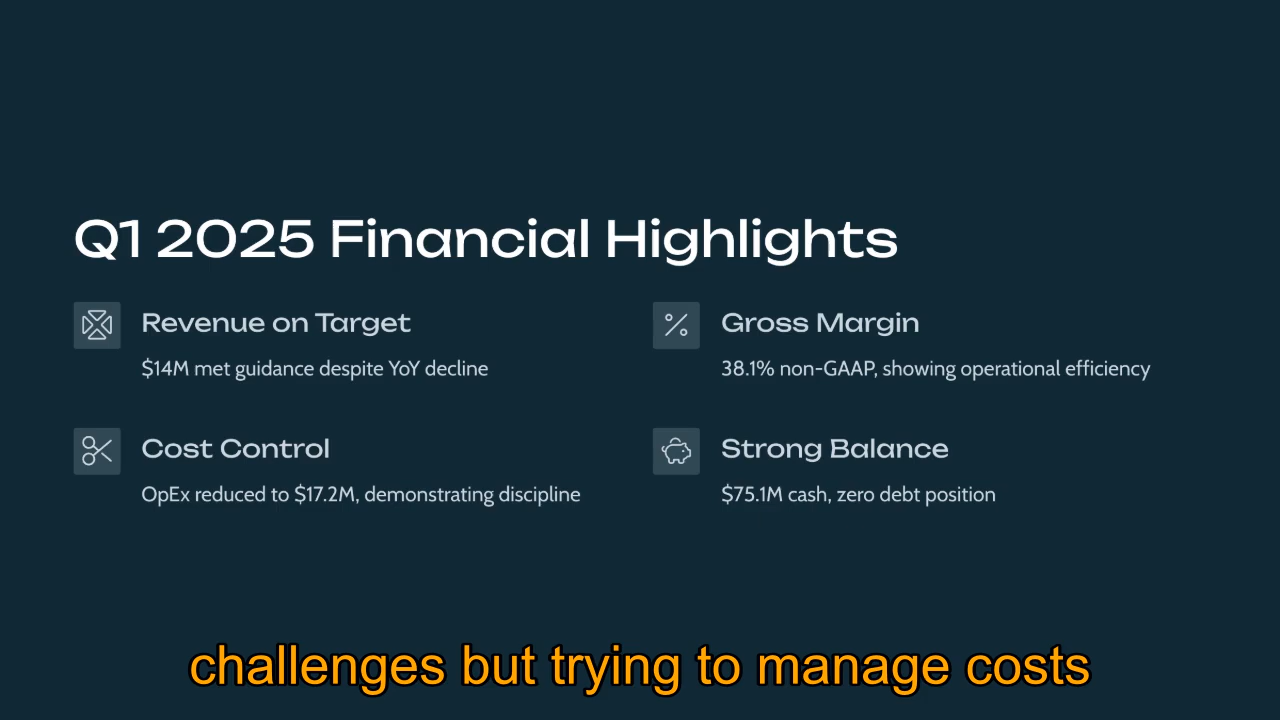 Q1 2025 Financial Highlights
Revenue on Target
$14M met guidance despite YoY decline
Gross Margin
38.1% non-GAAP, showing operational efficiency
Cost Control
OpEx reduced to $17.2M, demonstrating discipline
Strong Balance
$75.1M cash, zero debt position
challenges but trying to manage costs